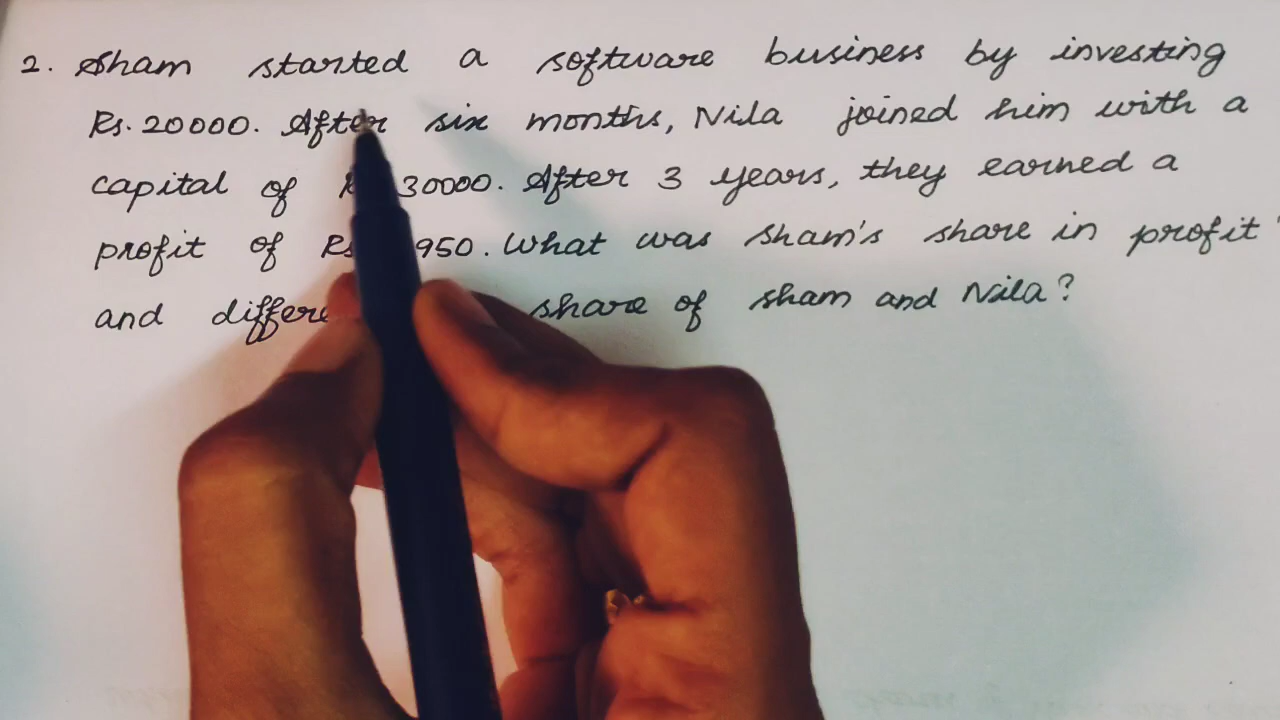 2. Sham started a software business by investing
Rs. 20000. After six months, Nila joined him with a
capital of 30000. After 3 years, they earned a
profit of Rs 950. What was sham's share in profit
and share of sham and Nila?